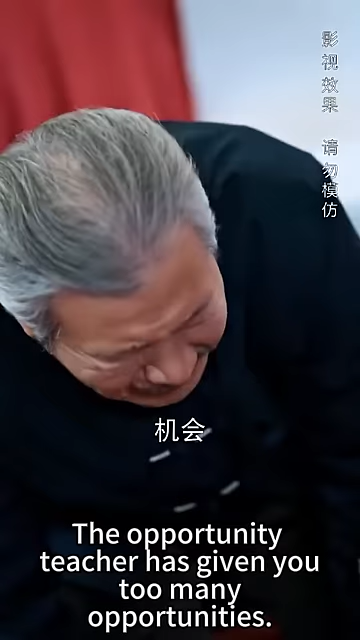 影视效果 请勿模仿
机会
The opportunity
teacher has given you
too many
opportunities.